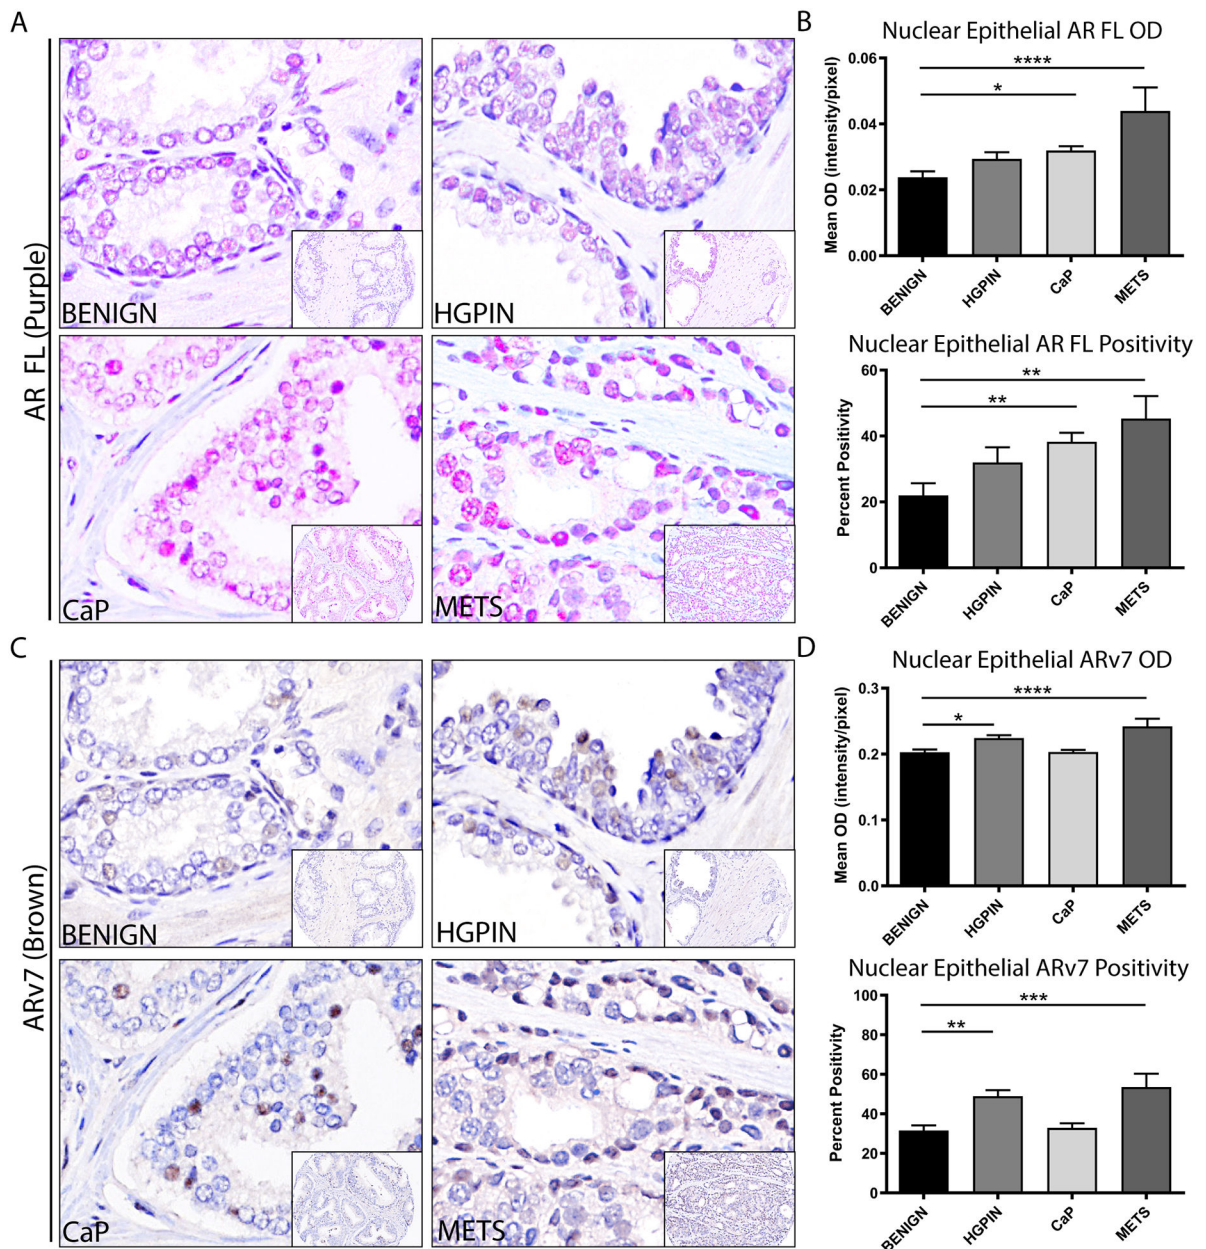 A
AR FL (Purple)
BENIGN
HGPIN
CaP
METS
B
Nuclear Epithelial AR FL OD
Mean OD (intensity/pixel)
0.06
0.04
0.02
0.00
****
*
BENIGN
HGPIN
CaP
METS
Nuclear Epithelial AR FL Positivity
Percent Positivity
60
40
20
0
**
**
BENIGN
HGPIN
CaP
METS
C
ARv7 (Brown)
BENIGN
HGPIN
CaP
METS
D
Nuclear Epithelial ARv7 OD
Mean OD (intensity/pixel)
0.3
0.2
0.1
0.0
****
*
BENIGN
HGPIN
CaP
METS
Nuclear Epithelial ARv7 Positivity
Percent Positivity
100
80
60
40
20
0
***
**
BENIGN
HGPIN
CaP
METS